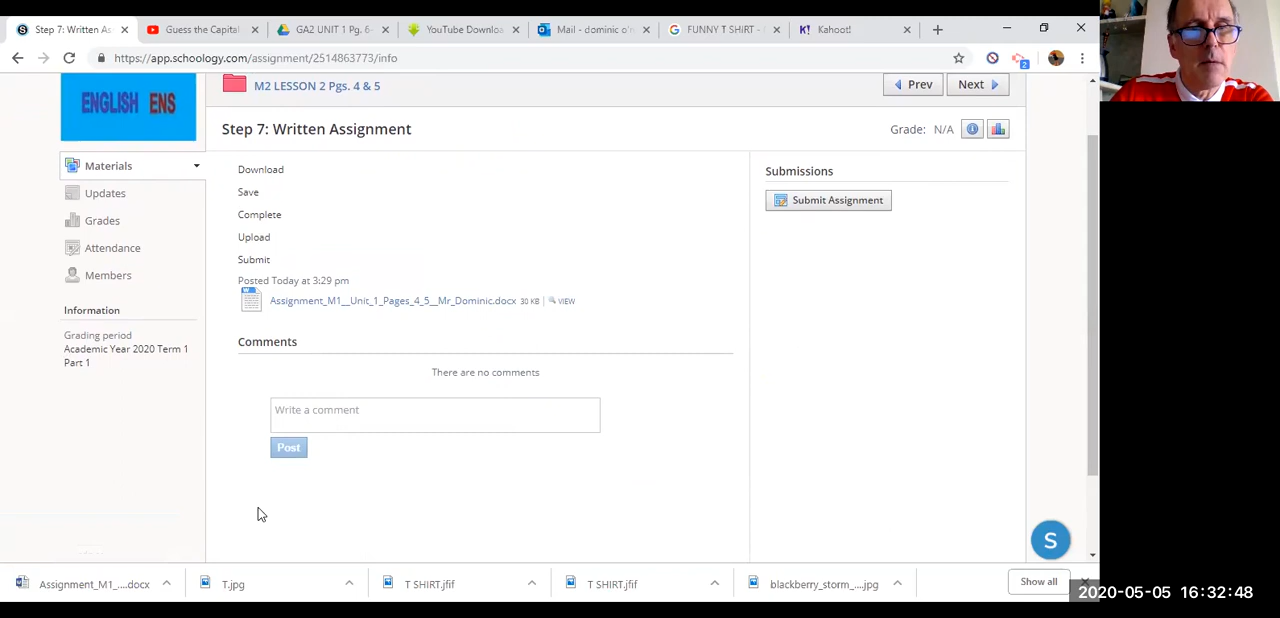 Step 7: Written As
Guess the Capital
GA2 UNIT 1 Pg. 6-
YouTube Downloa
Mail - dominic o'n
FUNNY T SHIRT -
Kahoot!
https://app.schoology.com/assignment/2514863773/info
2
ENGLISH ENS
M2 LESSON 2 Pgs. 4 & 5
Prev
Next
Step 7: Written Assignment
Grade: N/A
Materials
Updates
Grades
Attendance
Members
Information
Grading period
Academic Year 2020 Term 1
Part 1
Download
Save
Complete
Upload
Submit
Posted Today at 3:29 pm
Assignment_M1__Unit_1_Pages_4_5__Mr_Dominic.docx 30 KB VIEW
Comments
There are no comments
Write a comment
Post
Submissions
Submit Assignment
S
Assignment_M1_....docx
T.jpg
T SHIRT.jfif
T SHIRT.jfif
blackberry_storm_....jpg
Show all
2020-05-05 16:32:48